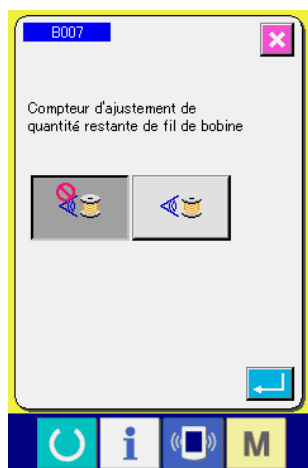 B007
Compteur d'ajustement de
quantité restante de fil de bobine
i
M